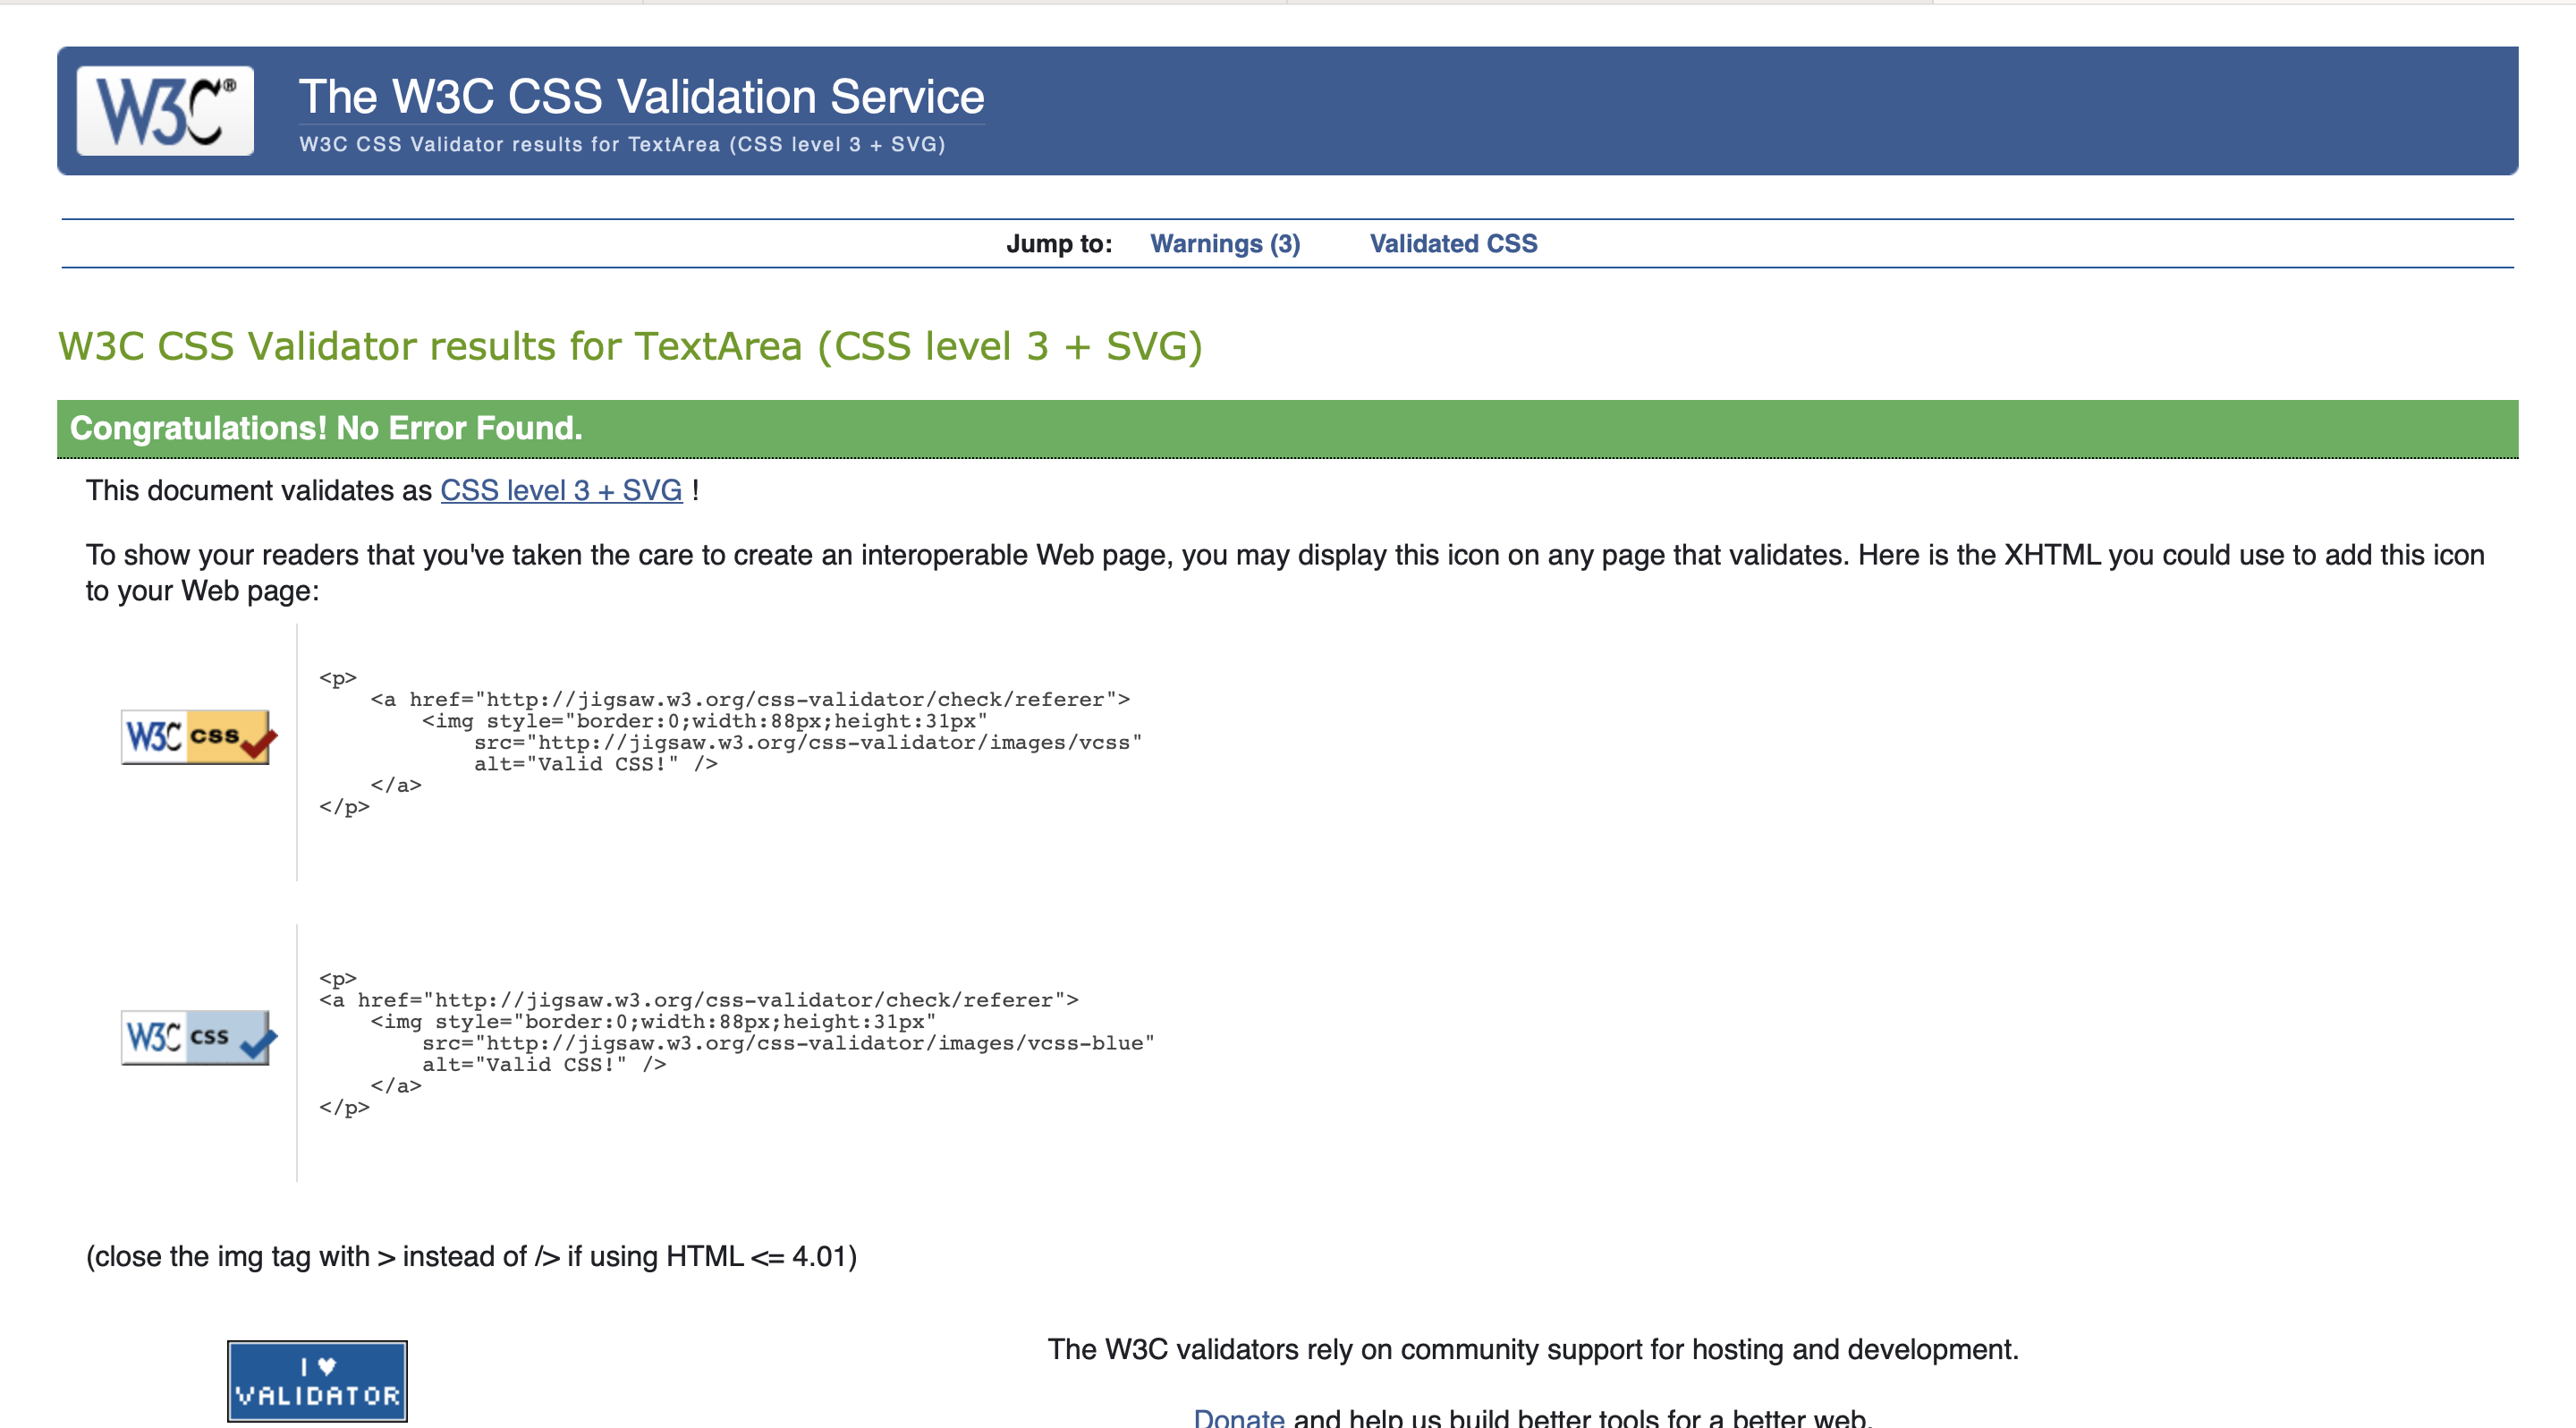 W3C®
The W3C CSS Validation Service
W3C CSS Validator results for TextArea (CSS level 3 + SVG)
Jump to: Warnings (3) Validated CSS
W3C CSS Validator results for TextArea (CSS level 3 + SVG)
Congratulations! No Error Found.
This document validates as CSS level 3 + SVG !
To show your readers that you've taken the care to create an interoperable Web page, you may display this icon on any page that validates. Here is the XHTML you could use to add this icon
to your Web page:
W3C css
<p>
    <a href="http://jigsaw.w3.org/css-validator/check/referer">
        <img style="border:0;width:88px;height:31px"
            src="http://jigsaw.w3.org/css-validator/images/vcss"
            alt="Valid CSS!" />
    </a>
</p>
W3C css
<p>
<a href="http://jigsaw.w3.org/css-validator/check/referer">
    <img style="border:0;width:88px;height:31px"
        src="http://jigsaw.w3.org/css-validator/images/vcss-blue"
        alt="Valid CSS!" />
    </a>
</p>
(close the img tag with > instead of /> if using HTML <= 4.01)
I ♥
VALIDATOR
The W3C validators rely on community support for hosting and development.
Donate and help us build better tools for a better web.